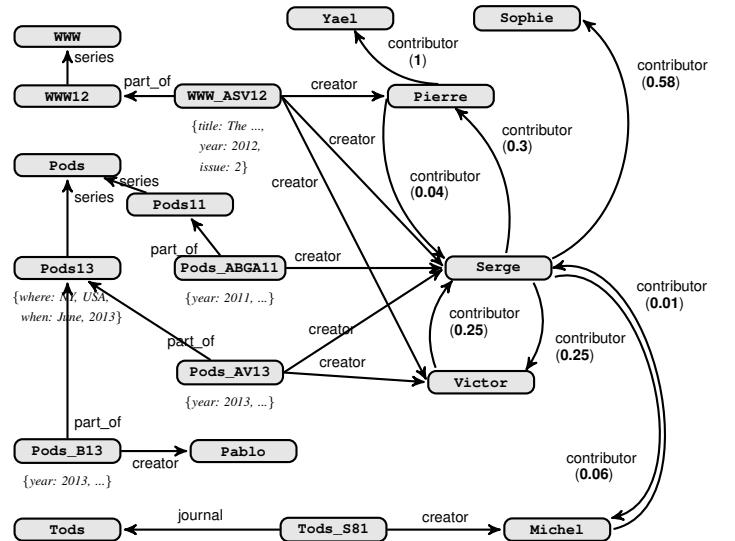 Yael
Sophie
WWW
contributor
(1)
series
contributor
(0.58)
part_of
creator
WWW12
WWW_ASV12
Pierre
{title: The ...,
year: 2012,
issue: 2}
creator
contributor
(0.3)
Pods
series
creator
contributor
(0.04)
series
Pods11
part_of
creator
Pods13
Pods_ABGA11
Serge
{where: NY, USA,
when: June, 2013}
{year: 2011, ...}
contributor
(0.01)
contributor
(0.25)
creator
part_of
contributor
(0.25)
creator
Pods_AV13
Victor
{year: 2013, ...}
part_of
Pods_B13
Pablo
creator
contributor
(0.06)
{year: 2013, ...}
journal
creator
Tods
Tods_S81
Michel